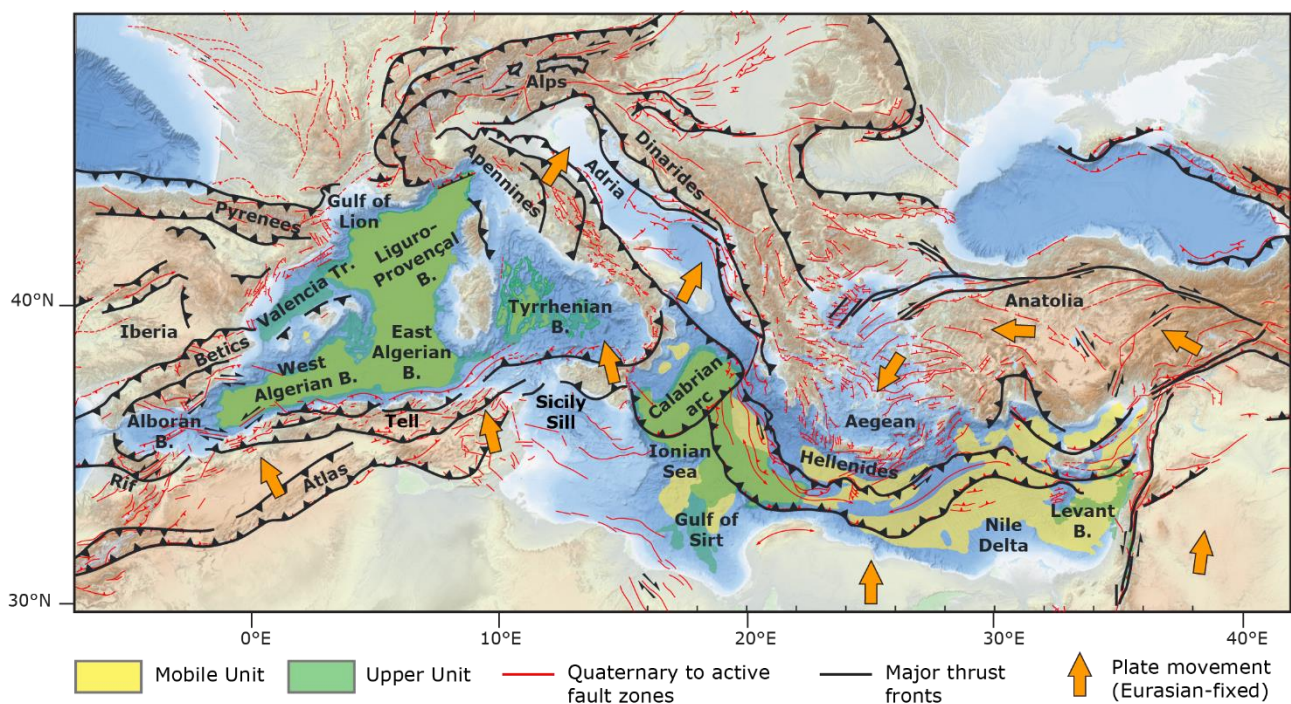 Alps
Apennines
Adria
Dinarides
Pyrenees
Gulf of
Lion
Liguro-
Provençal
B.
Valencia Tr.
40°N
Iberia
Betics
Tyrrhenian
B.
East
Algerian
B.
West
Algerian B.
Anatolia
Calabrian
arc
Sicily
Sill
Tell
Alboran
B.
Aegean
Ionian
Sea
Hellenides
Rif
Atlas
Gulf of
Sirt
Nile
Delta
Levant
B.
30°N
0°E
10°E
20°E
30°E
40°E
Mobile Unit
Upper Unit
Quaternary to active
fault zones
Major thrust
fronts
Plate movement
(Eurasian-fixed)